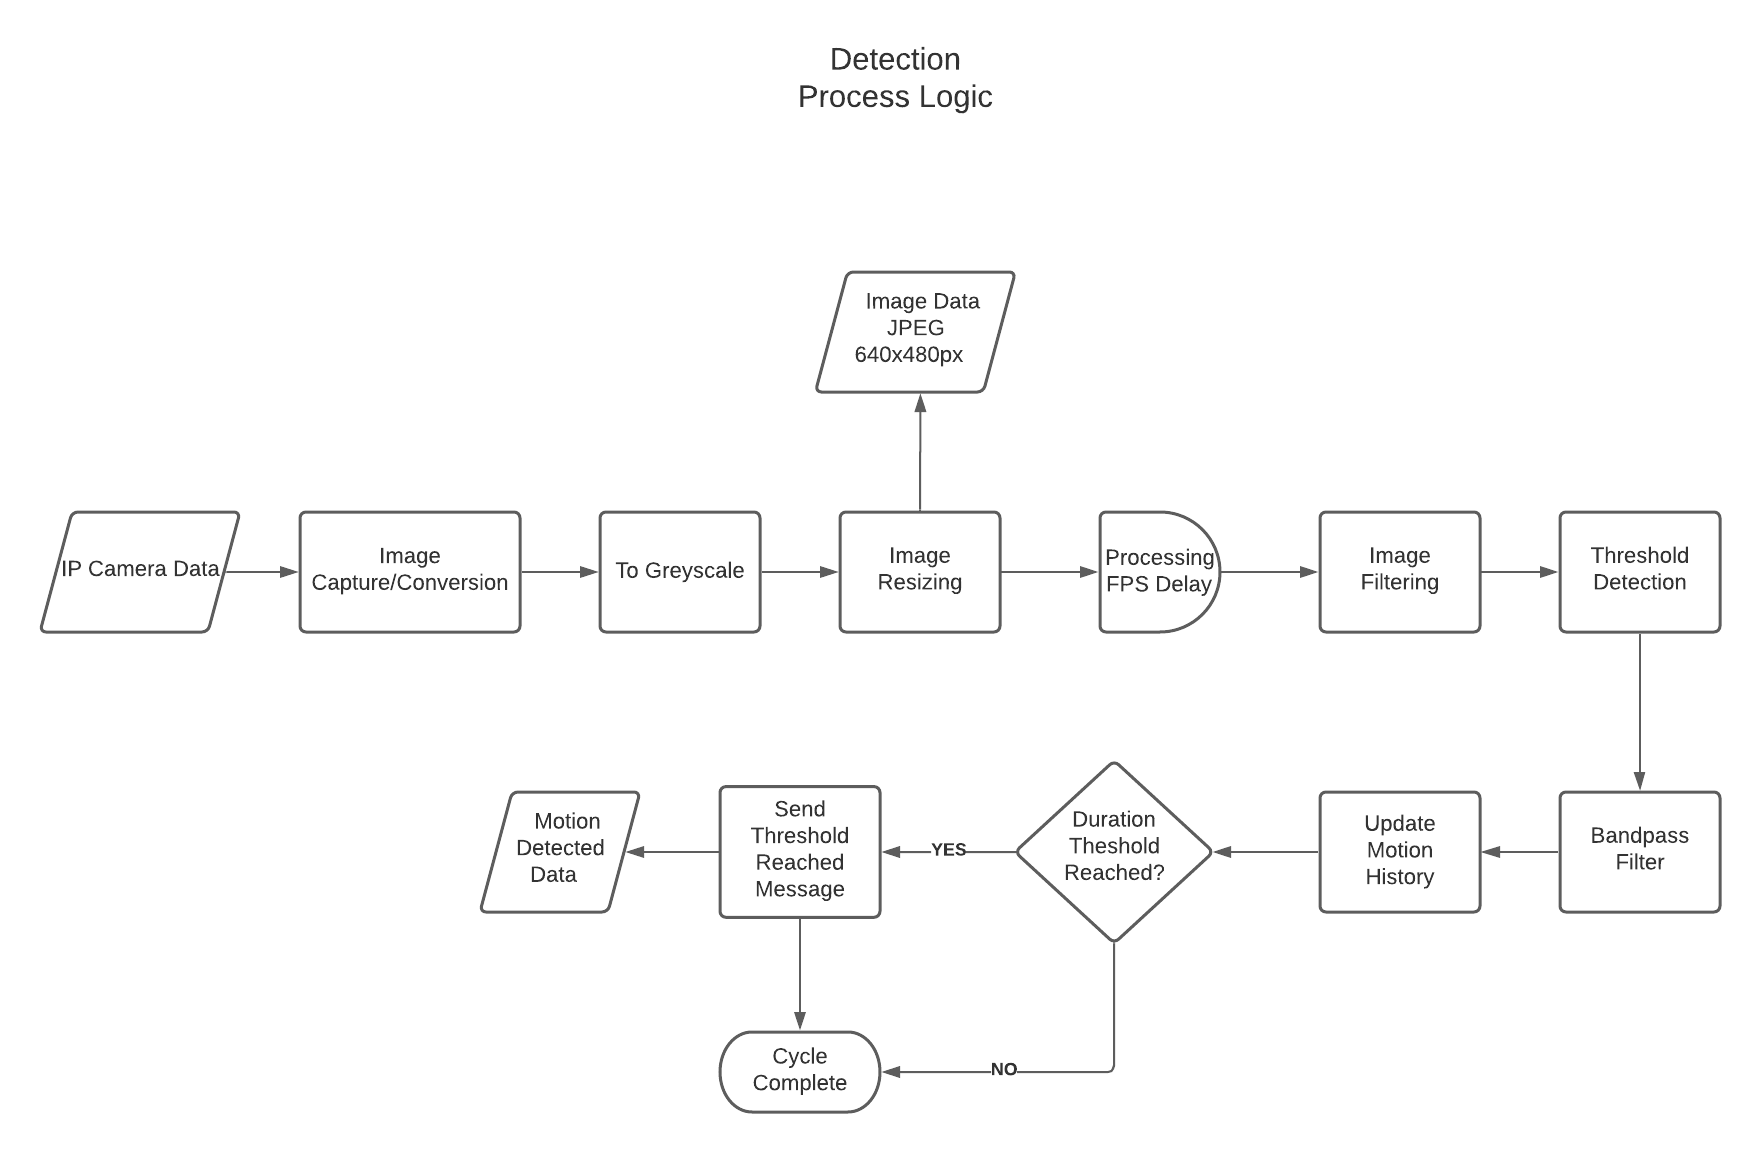 Detection
Process Logic
Image Data
JPEG
640x480px
IP Camera Data
Image
Capture/Conversion
To Greyscale
Image
Resizing
Processing
FPS Delay
Image
Filtering
Threshold
Detection
Motion
Detected
Data
Send
Threshold
Reached
Message
YES
Duration
Theshold
Reached?
Update
Motion
History
Bandpass
Filter
Cycle
Complete
NO